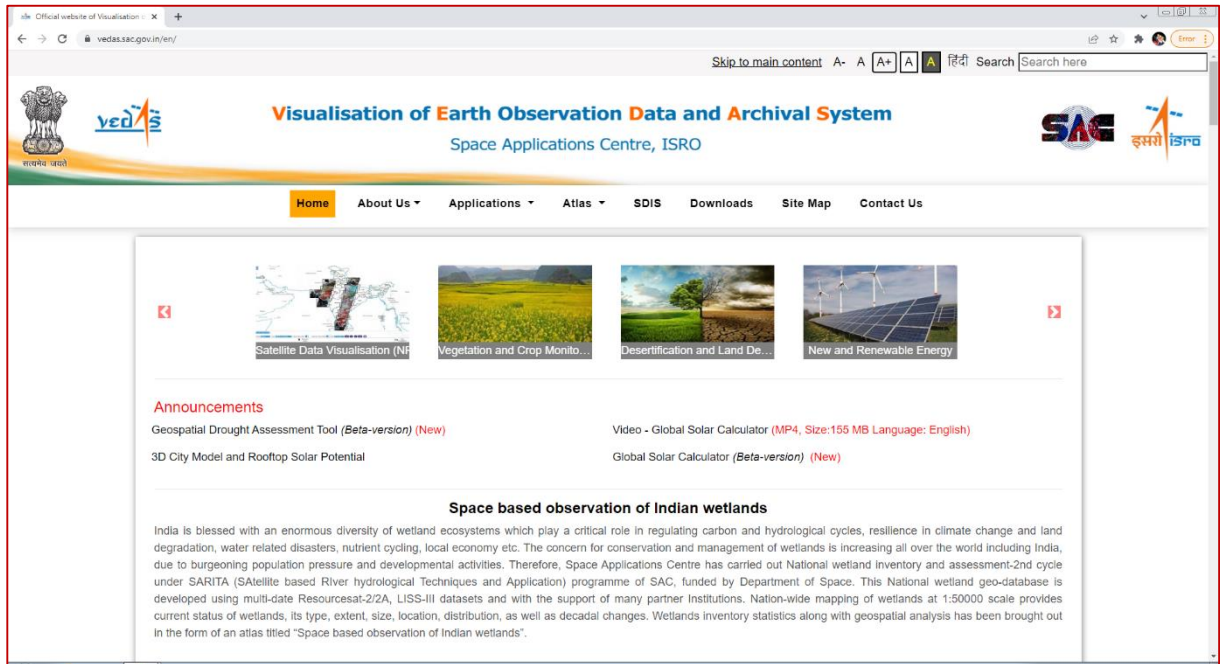 Official website of Visualisation o
vedas.sac.gov.in/en/
Error
Skip to main content A- A A+ A A हिंदी Search Search here
सत्यमेव जयते
VEDAS
Visualisation of Earth Observation Data and Archival System
Space Applications Centre, ISRO
SAC
इसरो isro
Home About Us Applications Atlas SDIS Downloads Site Map Contact Us
Satellite Data Visualisation (NR
Vegetation and Crop Monito...
Desertification and Land De...
New and Renewable Energy
Announcements
Geospatial Drought Assessment Tool (Beta-version) (New)
Video - Global Solar Calculator (MP4, Size:155 MB Language: English)
3D City Model and Rooftop Solar Potential
Global Solar Calculator (Beta-version) (New)
Space based observation of Indian wetlands
India is blessed with an enormous diversity of wetland ecosystems which play a critical role in regulating carbon and hydrological cycles, resilience in climate change and land
degradation, water related disasters, nutrient cycling, local economy etc. The concern for conservation and management of wetlands is increasing all over the world including India,
due to burgeoning population pressure and developmental activities. Therefore, Space Applications Centre has carried out National wetland inventory and assessment-2nd cycle
under SARITA (SAtellite based RIver hydrological Techniques and Application) programme of SAC, funded by Department of Space. This National wetland geo-database is
developed using multi-date Resourcesat-2/2A, LISS-III datasets and with the support of many partner Institutions. Nation-wide mapping of wetlands at 1:50000 scale provides
current status of wetlands, its type, extent, size, location, distribution, as well as decadal changes. Wetlands inventory statistics along with geospatial analysis has been brought out
in the form of an atlas titled “Space based observation of Indian wetlands”.